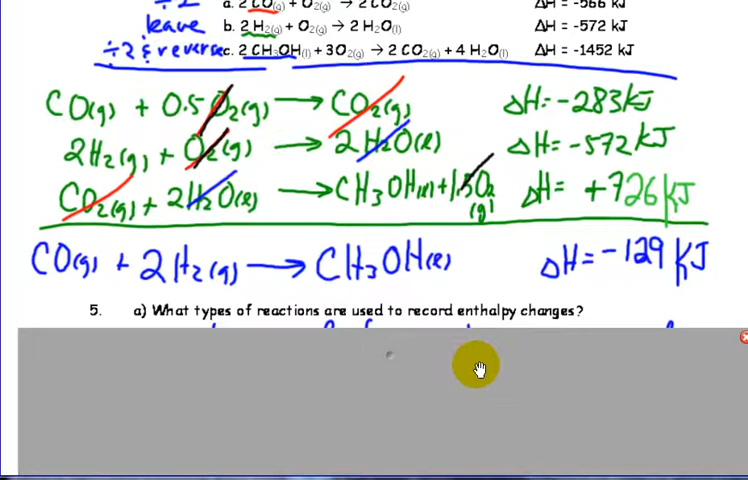 ÷2 a. 2 CO(g) + O2(g) → 2 CO2(g) ΔH = -566 kJ
leave b. 2 H2(g) + O2(g) → 2 H2O(l) ΔH = -572 kJ
÷2 & reverse c. 2 CH3OH(l) + 3O2(g) → 2 CO2(g) + 4 H2O(l) ΔH = -1452 kJ
CO(g) + 0.5 O2(g) → CO2(g) ΔH = -283 kJ
2H2(g) + O2(g) → 2 H2O(l) ΔH = -572 kJ
CO2(g) + 2H2O(l) → CH3OH(l) + 1.5O2(g) ΔH = +726 kJ
CO(g) + 2H2(g) → CH3OH(l) ΔH = -129 kJ
5. a) What types of reactions are used to record enthalpy changes?